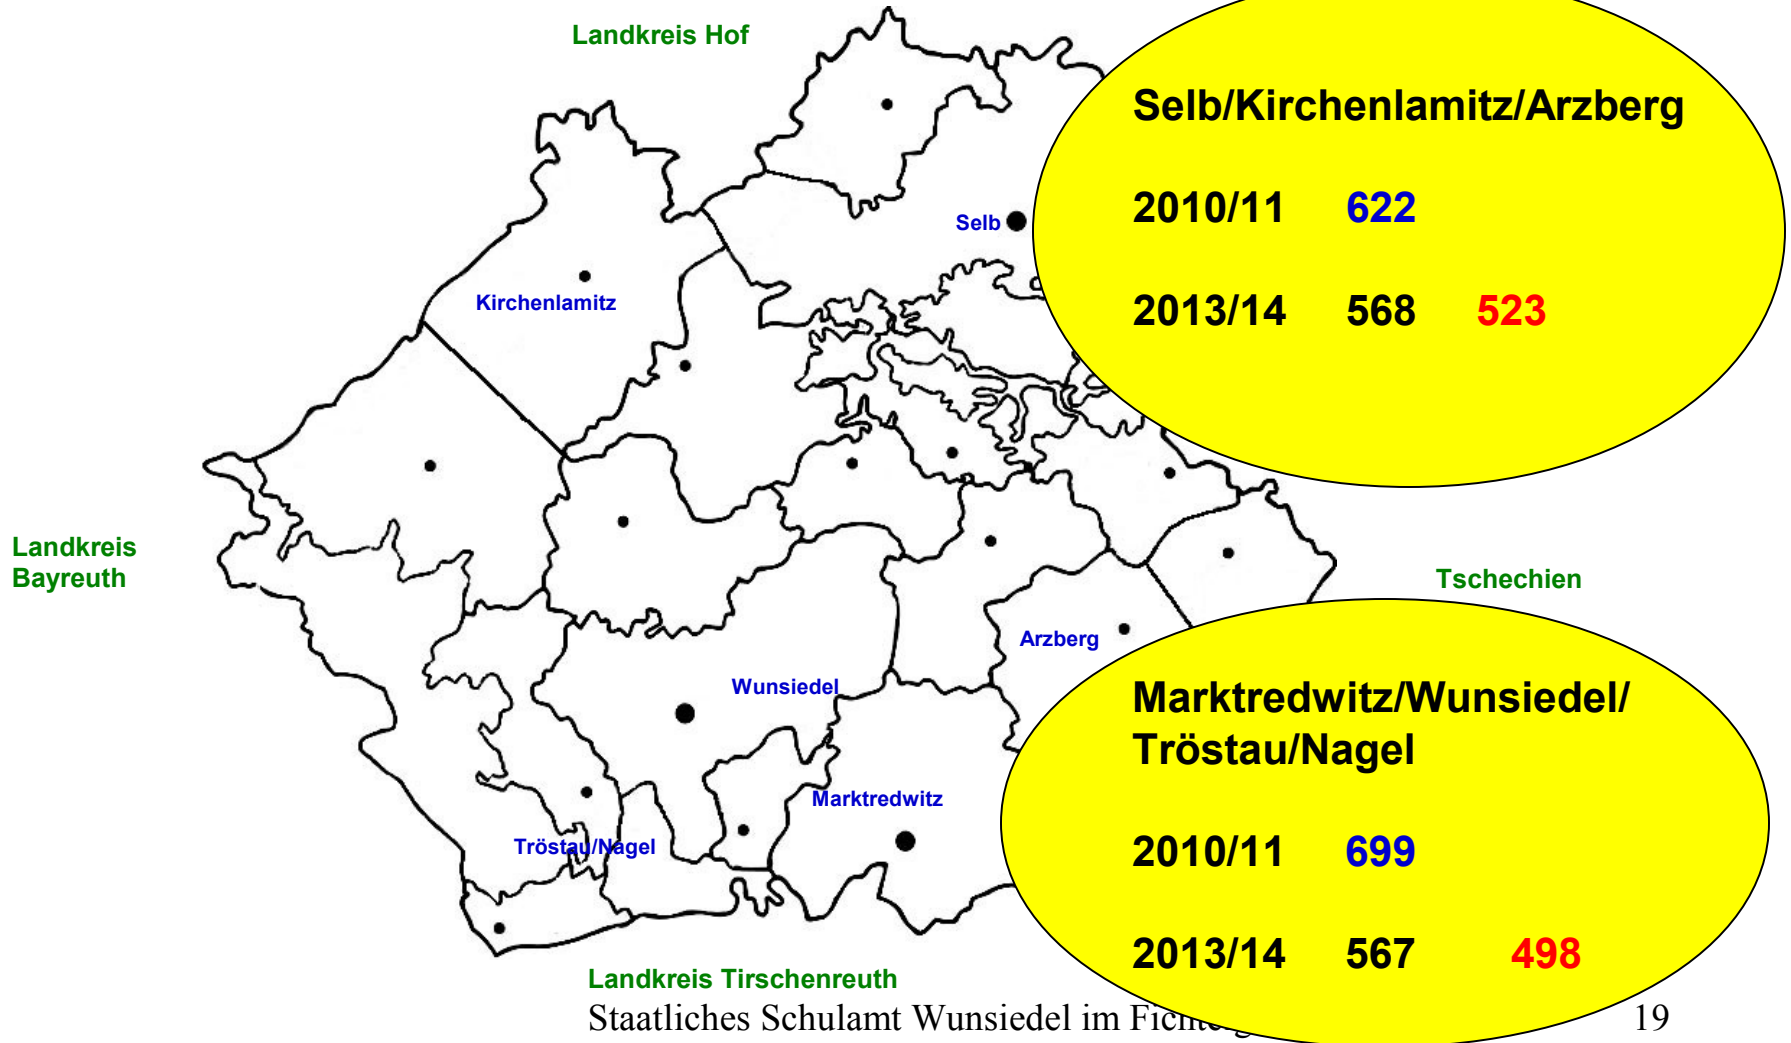 Landkreis Hof
Selb/Kirchenlamitz/Arzberg
2010/11 622
2013/14 568 523
Selb
Kirchenlamitz
Landkreis
Bayreuth
Tschechien
Arzberg
Wunsiedel
Marktredwitz/Wunsiedel/
Tröstau/Nagel
2010/11 699
2013/14 567 498
Marktredwitz
Tröstau/Nagel
Landkreis Tirschenreuth
Staatliches Schulamt Wunsiedel im
19